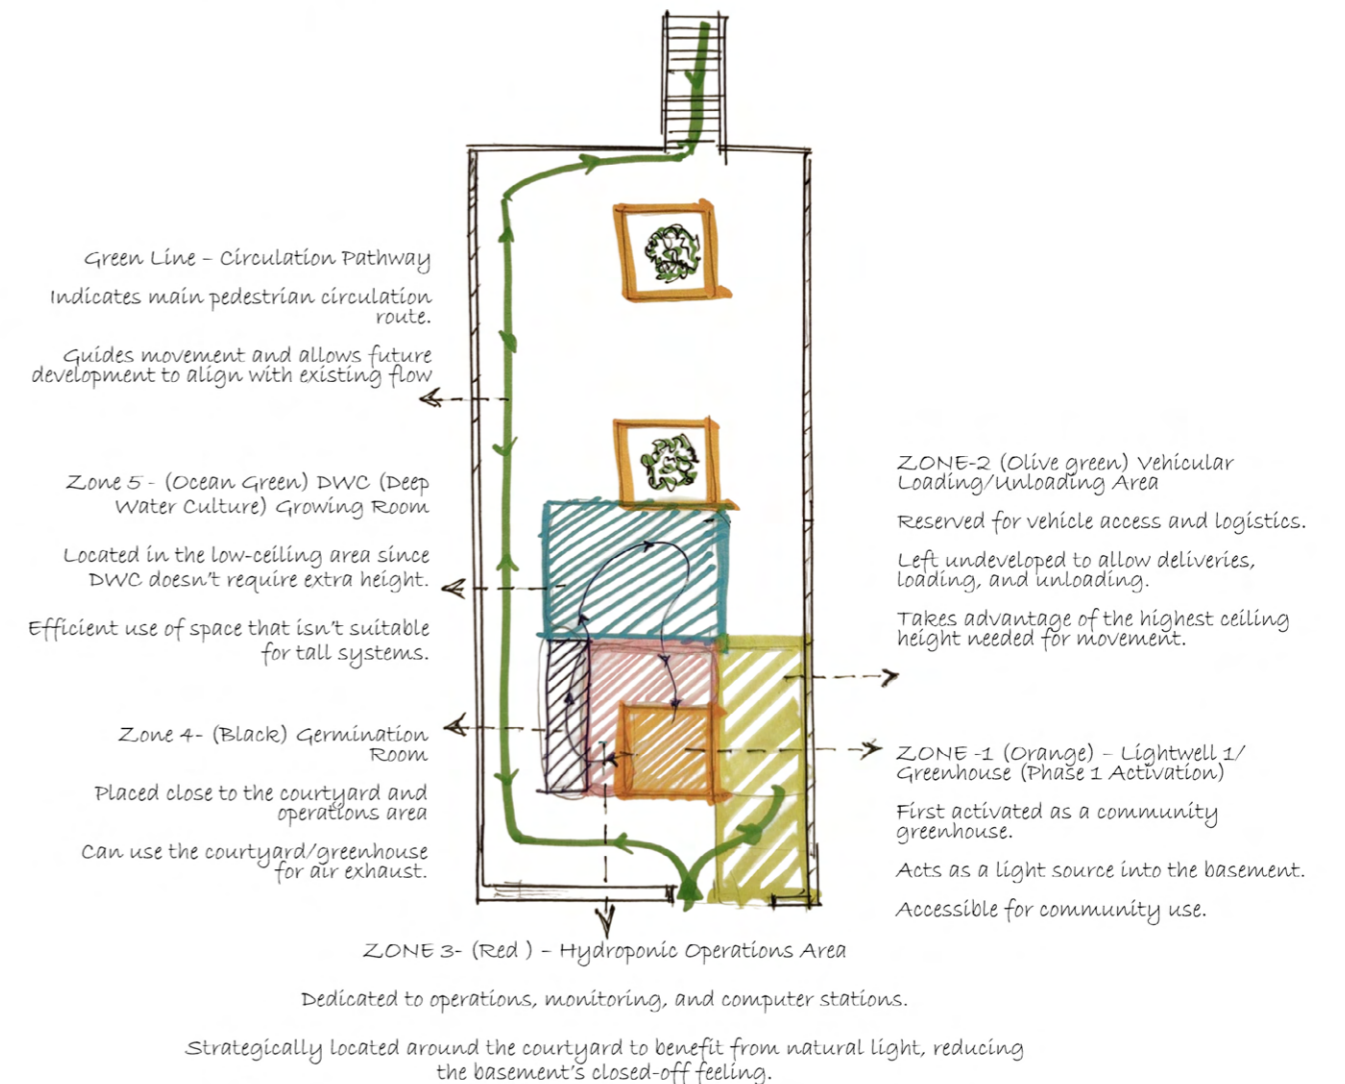 Green Line – Circulation Pathway
Indicates main pedestrian circulation
route.
Guides movement and allows future
development to align with existing flow
Zone 5 - (Ocean Green) DWC (Deep
Water Culture) Growing Room
Located in the low-ceiling area since
DWC doesn't require extra height.
Efficient use of space that isn't suitable
for tall systems.
Zone 4- (Black) Germination
Room
Placed close to the courtyard and
operations area
Can use the courtyard/greenhouse
for air exhaust.
ZONE-2 (Olive green) Vehicular
Loading/Unloading Area
Reserved for vehicle access and logistics.
Left undeveloped to allow deliveries,
loading, and unloading.
Takes advantage of the highest ceiling
height needed for movement.
ZONE -1 (Orange) – Lightwell 1/
Greenhouse (Phase 1 Activation)
First activated as a community
greenhouse.
Acts as a light source into the basement.
Accessible for community use.
ZONE 3- (Red ) – Hydroponic Operations Area
Dedicated to operations, monitoring, and computer stations.
Strategically located around the courtyard to benefit from natural light, reducing
the basement's closed-off feeling.